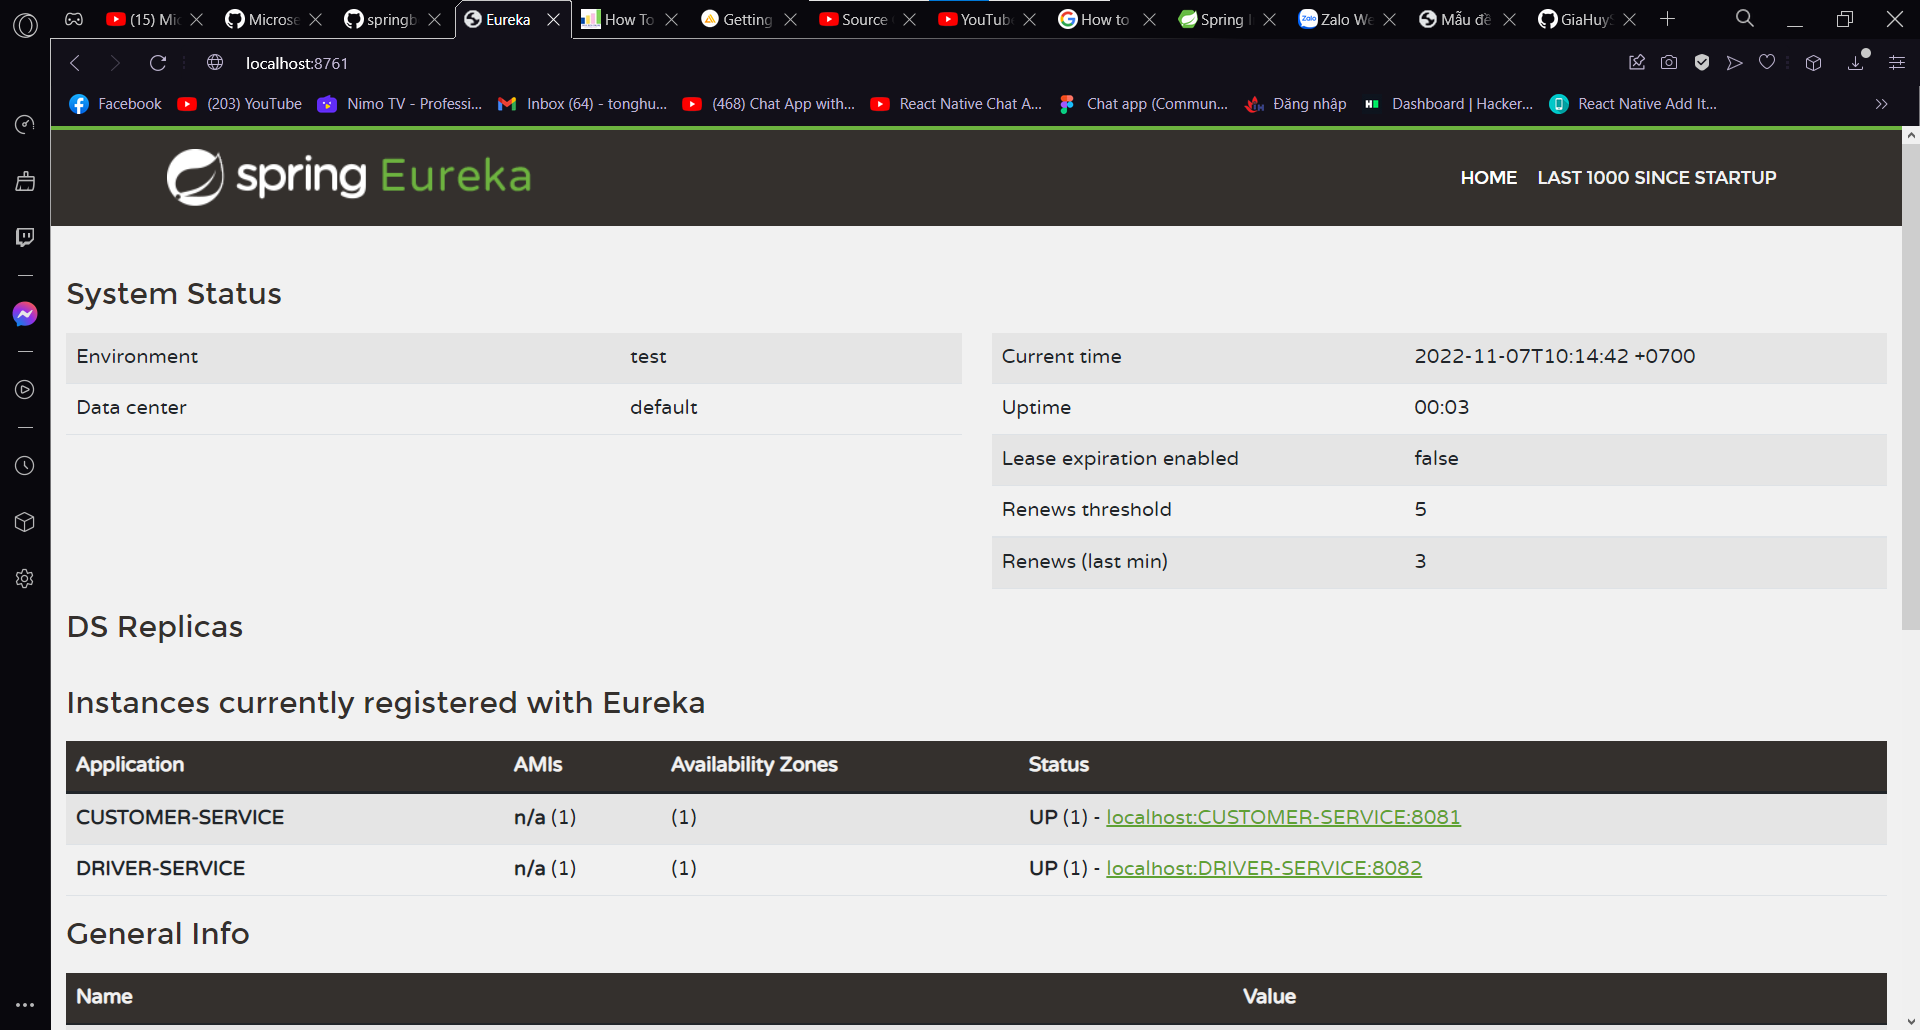 (15) Mic
Microse
springb
Eureka
How To
Getting
Source
YouTube
How to
Spring I
Zalo We
Mẫu đề
GiaHuyS
localhost:8761
Facebook
(203) YouTube
Nimo TV - Professi...
Inbox (64) - tonghu...
(468) Chat App with...
React Native Chat A...
Chat app (Commun...
Đăng nhập
Dashboard | Hacker...
React Native Add It...
spring Eureka
HOME LAST 1000 SINCE STARTUP
System Status
Environment test
Data center default
Current time 2022-11-07T10:14:42 +0700
Uptime 00:03
Lease expiration enabled false
Renews threshold 5
Renews (last min) 3
DS Replicas
Instances currently registered with Eureka
Application AMIs Availability Zones Status
CUSTOMER-SERVICE n/a (1) (1) UP (1) - localhost:CUSTOMER-SERVICE:8081
DRIVER-SERVICE n/a (1) (1) UP (1) - localhost:DRIVER-SERVICE:8082
General Info
Name Value